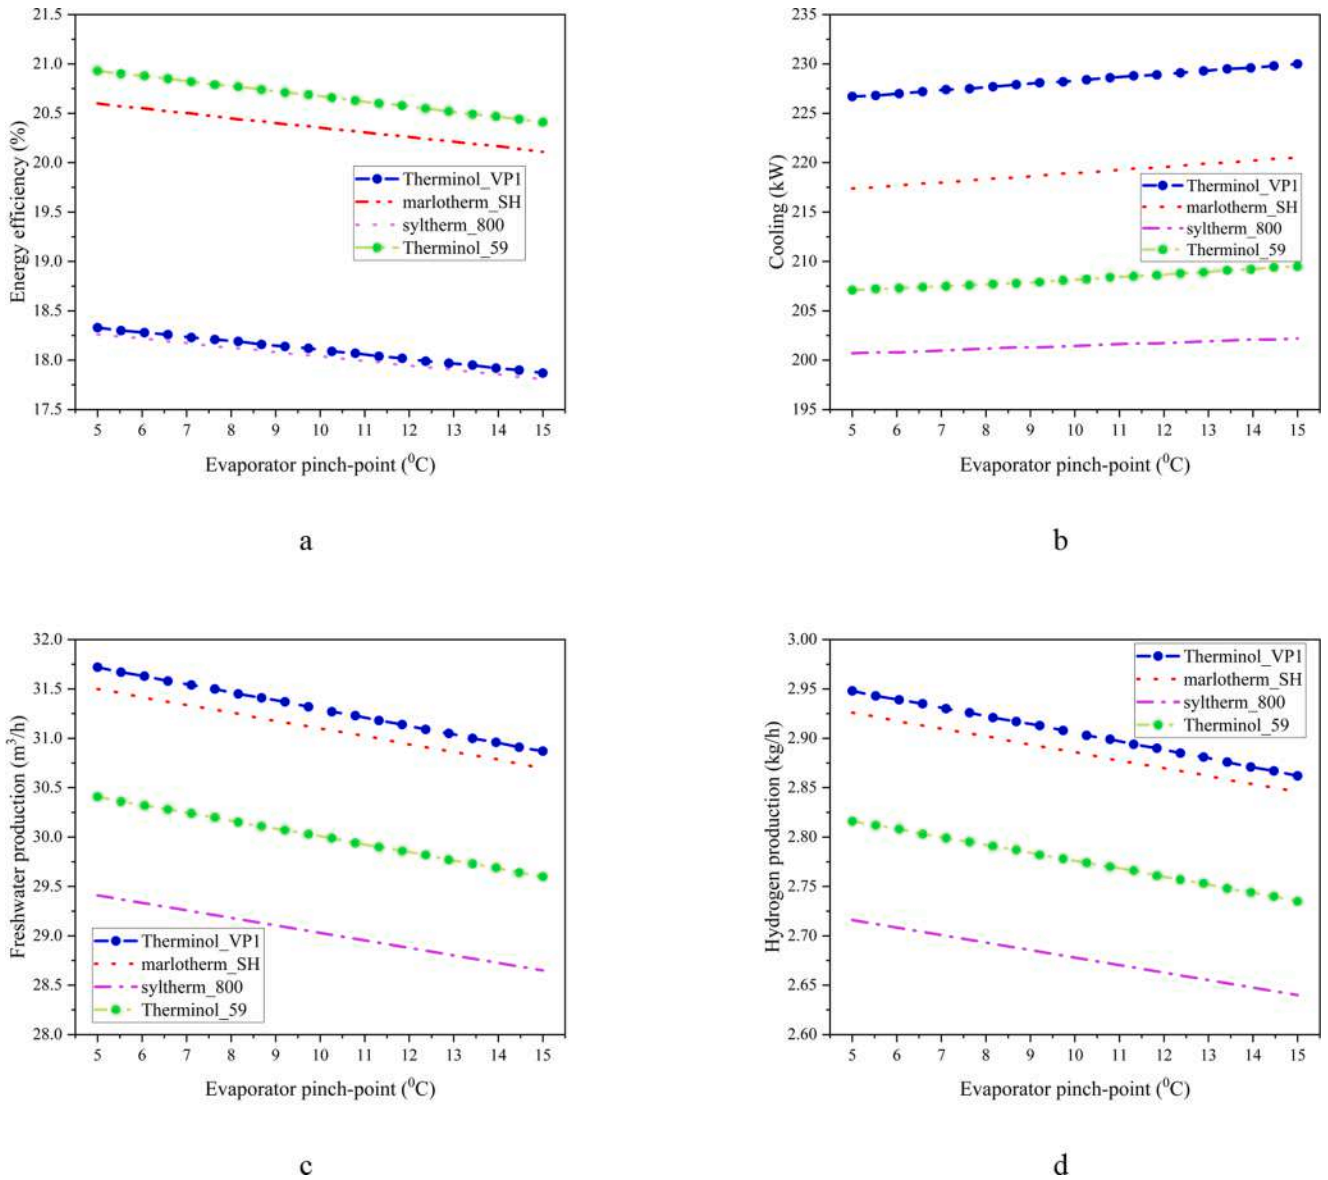 21.5
21.0
20.5
20.0
19.5
19.0
18.5
18.0
17.5
Energy efficiency (%)
Therminol_VP1
marlotherm_SH
syltherm_800
Therminol_59
5 6 7 8 9 10 11 12 13 14 15
Evaporator pinch-point (⁰C)
a
235
230
225
220
215
210
205
200
195
Cooling (kW)
Therminol_VP1
marlotherm_SH
syltherm_800
Therminol_59
5 6 7 8 9 10 11 12 13 14 15
Evaporator pinch-point (⁰C)
b
32.0
31.5
31.0
30.5
30.0
29.5
29.0
28.5
28.0
Freshwater production (m³/h)
Therminol_VP1
marlotherm_SH
syltherm_800
Therminol_59
5 6 7 8 9 10 11 12 13 14 15
Evaporator pinch-point (⁰C)
c
3.00
2.95
2.90
2.85
2.80
2.75
2.70
2.65
2.60
Hydrogen production (kg/h)
Therminol_VP1
marlotherm_SH
syltherm_800
Therminol_59
5 6 7 8 9 10 11 12 13 14 15
Evaporator pinch-point (⁰C)
d